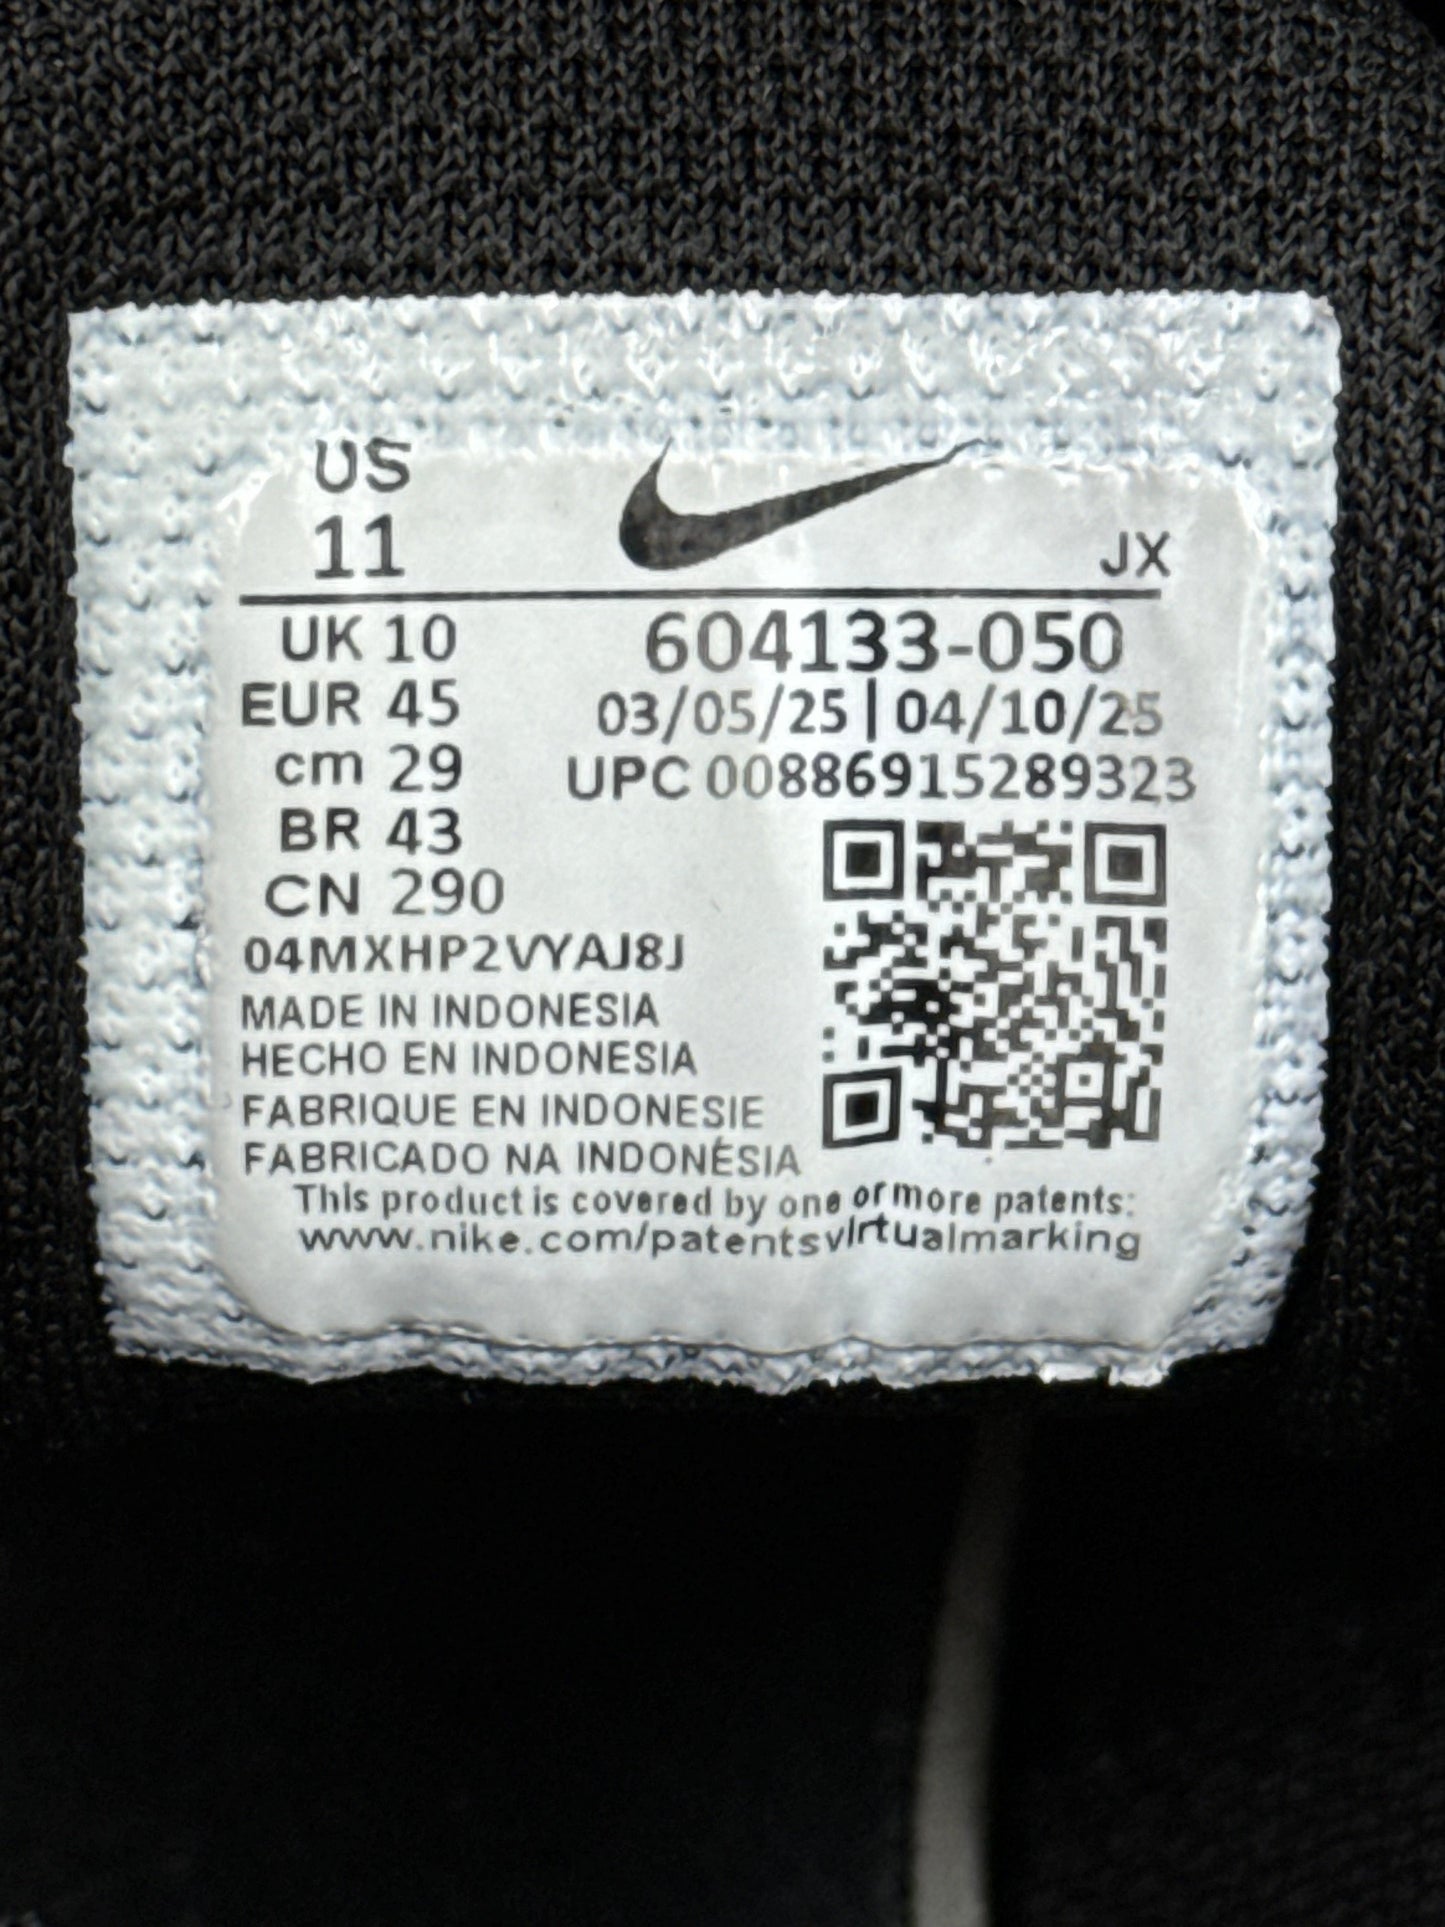 US
11
JX
UK 10
604133-050
EUR 45
03/05/25 | 04/10/25
cm 29
UPC 00886915289323
BR 43
CN 290
04MXHP2VYAJ8J
MADE IN INDONESIA
HECHO EN INDONESIA
FABRIQUE EN INDONESIE
FABRICADO NA INDONÉSIA
This product is covered by one or more patents:
www.nike.com/patentsvirtualmarking